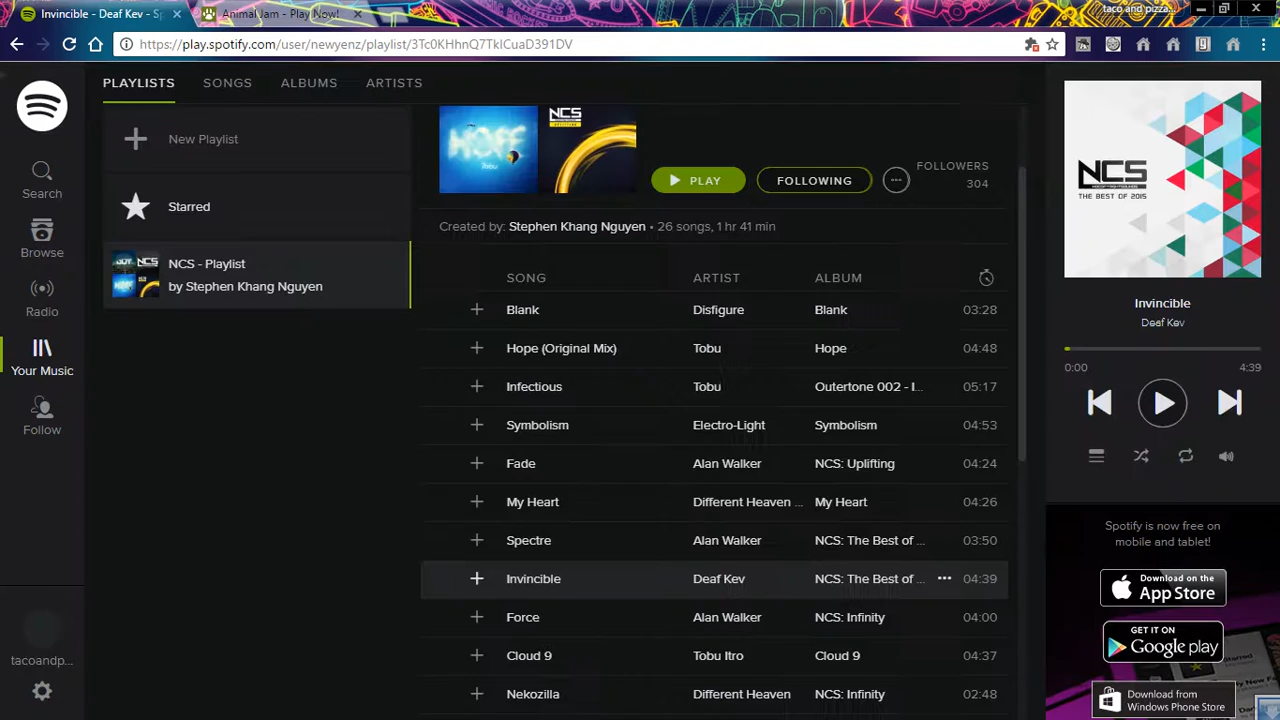 Invincible - Deaf Kev - Sp
Animal Jam - Play Now!
taco and pizza...
https://play.spotify.com/user/newyenz/playlist/3Tc0KHhnQ7TkICuaD391DV
PLAYLISTS SONGS ALBUMS ARTISTS
Search
Browse
Radio
Your Music
Follow
tacoandp...
New Playlist
Starred
NCS - Playlist
by Stephen Khang Nguyen
HOPE
Tobu
NCS
PLAY
FOLLOWING
FOLLOWERS
304
Created by: Stephen Khang Nguyen • 26 songs, 1 hr 41 min
SONG ARTIST ALBUM
Blank Disfigure Blank 03:28
Hope (Original Mix) Tobu Hope 04:48
Infectious Tobu Outertone 002 - I... 05:17
Symbolism Electro-Light Symbolism 04:53
Fade Alan Walker NCS: Uplifting 04:24
My Heart Different Heaven ... My Heart 04:26
Spectre Alan Walker NCS: The Best of ... 03:50
Invincible Deaf Kev NCS: The Best of ... ••• 04:39
Force Alan Walker NCS: Infinity 04:00
Cloud 9 Tobu Itro Cloud 9 04:37
Nekozilla Different Heaven NCS: Infinity 02:48
NCS
NOCOPYRIGHTSOUNDS
THE BEST OF 2015
Invincible
Deaf Kev
0:00 4:39
Spotify is now free on
mobile and tablet!
Download on the
App Store
GET IT ON
Google play
Download from
Windows Phone Store